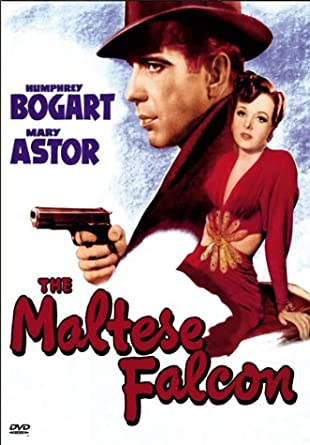 HUMPHREY
BOGART
MARY
ASTOR
THE
Maltese
Falcon
DVD